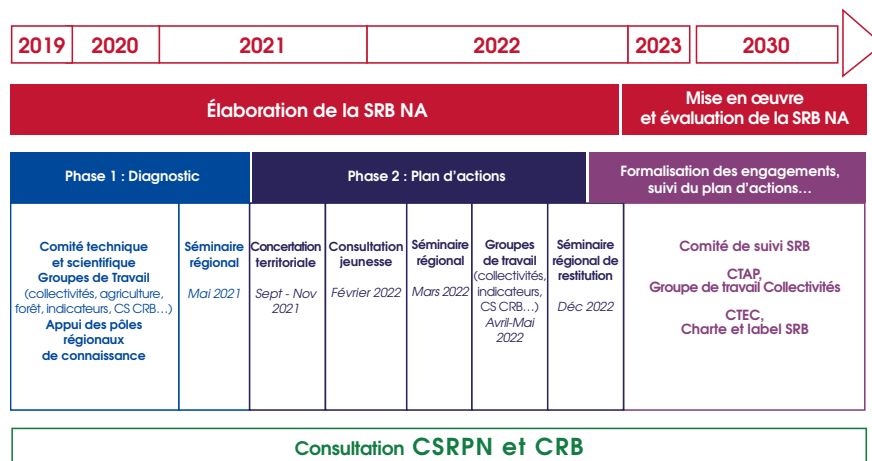 2019 2020 2021 2022 2023 2030
Élaboration de la SRB NA
Mise en œuvre
et évaluation de la SRB NA
Phase 1 : Diagnostic
Phase 2 : Plan d'actions
Formalisation des engagements,
suivi du plan d'actions...
Comité technique
et scientifique
Groupes de Travail
(collectivités, agriculture,
forêt, indicateurs, CS CRB...)
Appui des pôles
régionaux
de connaissance
Séminaire
régional
Mai 2021
Concertation
territoriale
Sept - Nov
2021
Consultation
jeunesse
Février 2022
Séminaire
régional
Mars 2022
Groupes
de travail
(collectivités,
indicateurs,
CS CRB...)
Avril-Mai
2022
Séminaire
régional de
restitution
Déc 2022
Comité de suivi SRB
CTAP,
Groupe de travail Collectivités
CTEC,
Charte et label SRB
Consultation CSRPN et CRB